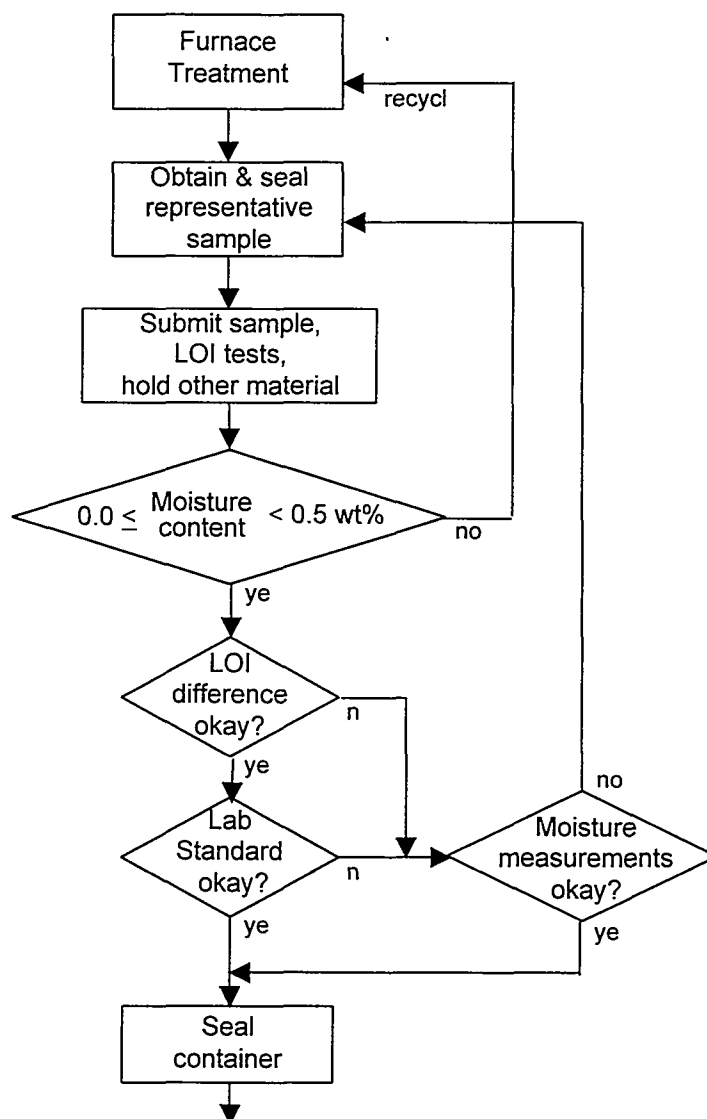 Furnace
Treatment
recycl
Obtain & seal
representative
sample
Submit sample,
LOI tests,
hold other material
0.0 ≤ Moisture content < 0.5 wt%
no
ye
LOI
difference
okay?
n
ye
no
Lab
Standard
okay?
n
Moisture
measurements
okay?
ye
ye
Seal
container